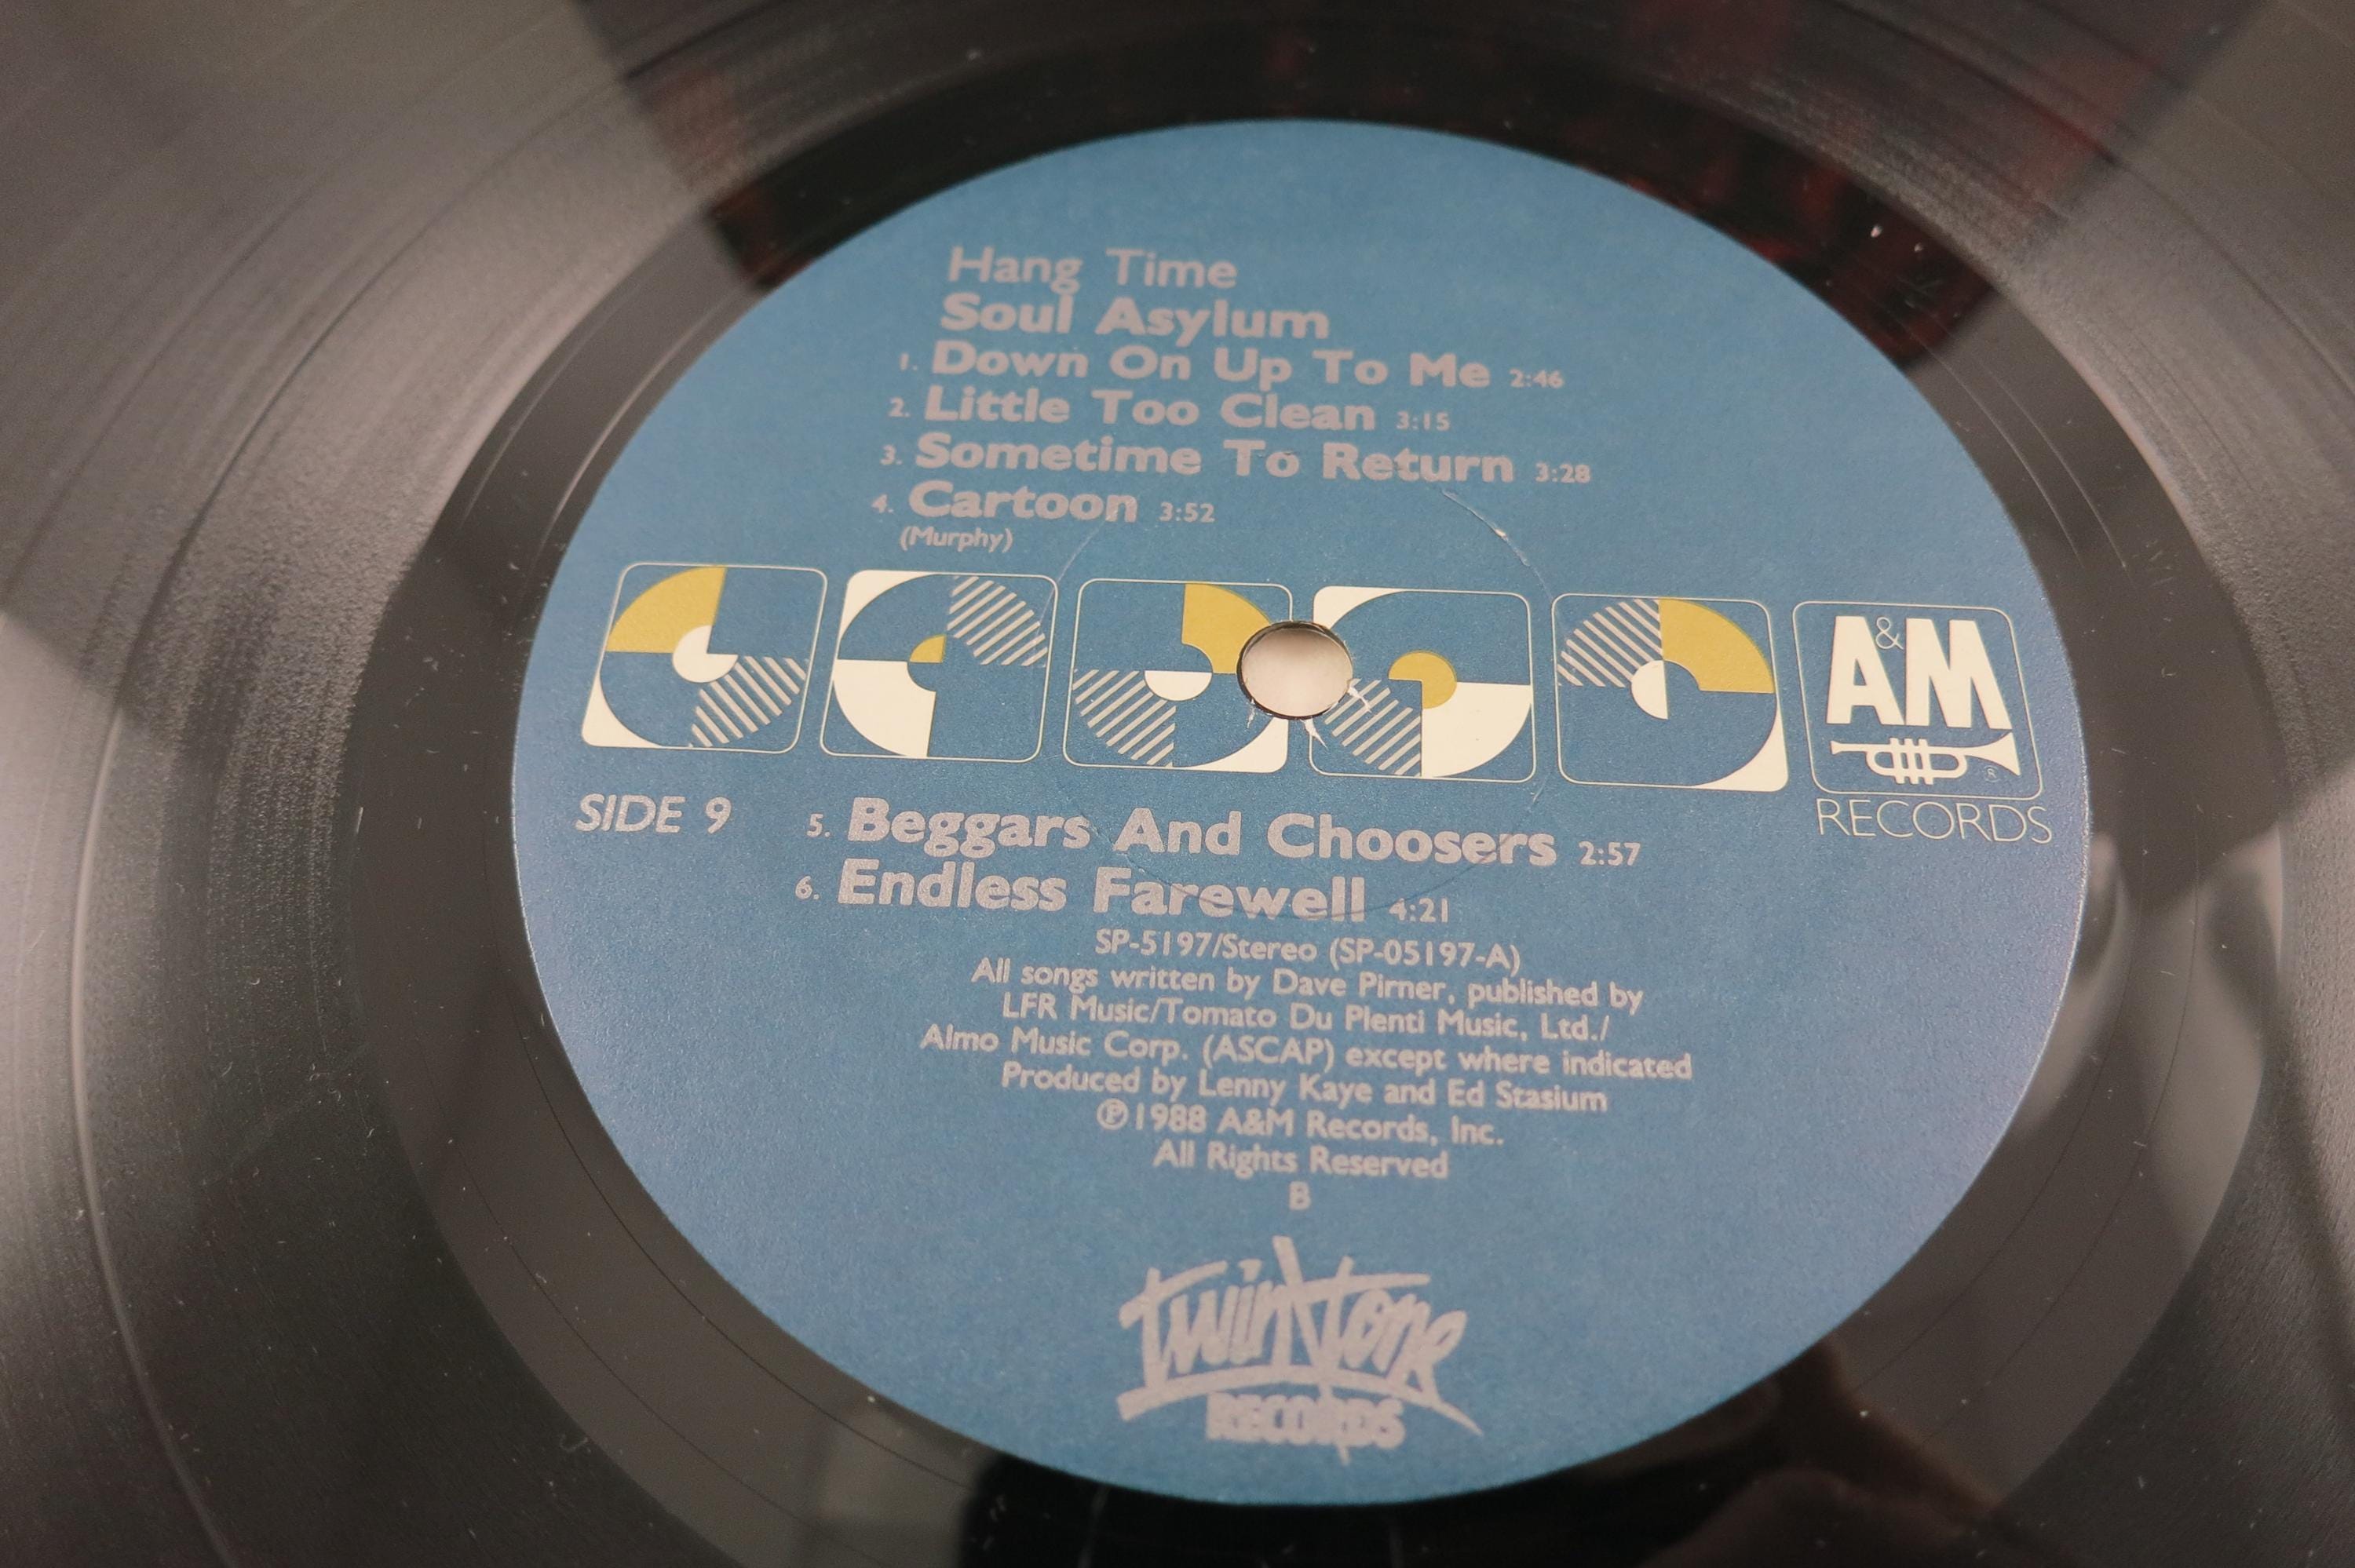 Hang Time
Soul Asylum
1. Down On Up To Me 2:46
2. Little Too Clean 3:15
3. Sometime To Return 3:28
4. Cartoon 3:52
(Murphy)
A&M
®
RECORDS
SIDE 9
5. Beggars And Choosers 2:57
6. Endless Farewell 4:21
SP-5197/Stereo (SP-05197-A)
All songs written by Dave Pirner, published by
LFR Music/Tomato Du Plenti Music, Ltd./
Almo Music Corp. (ASCAP) except where indicated
Produced by Lenny Kaye and Ed Stasium
℗1988 A&M Records, Inc.
All Rights Reserved
B
twin/tone
RECORDS